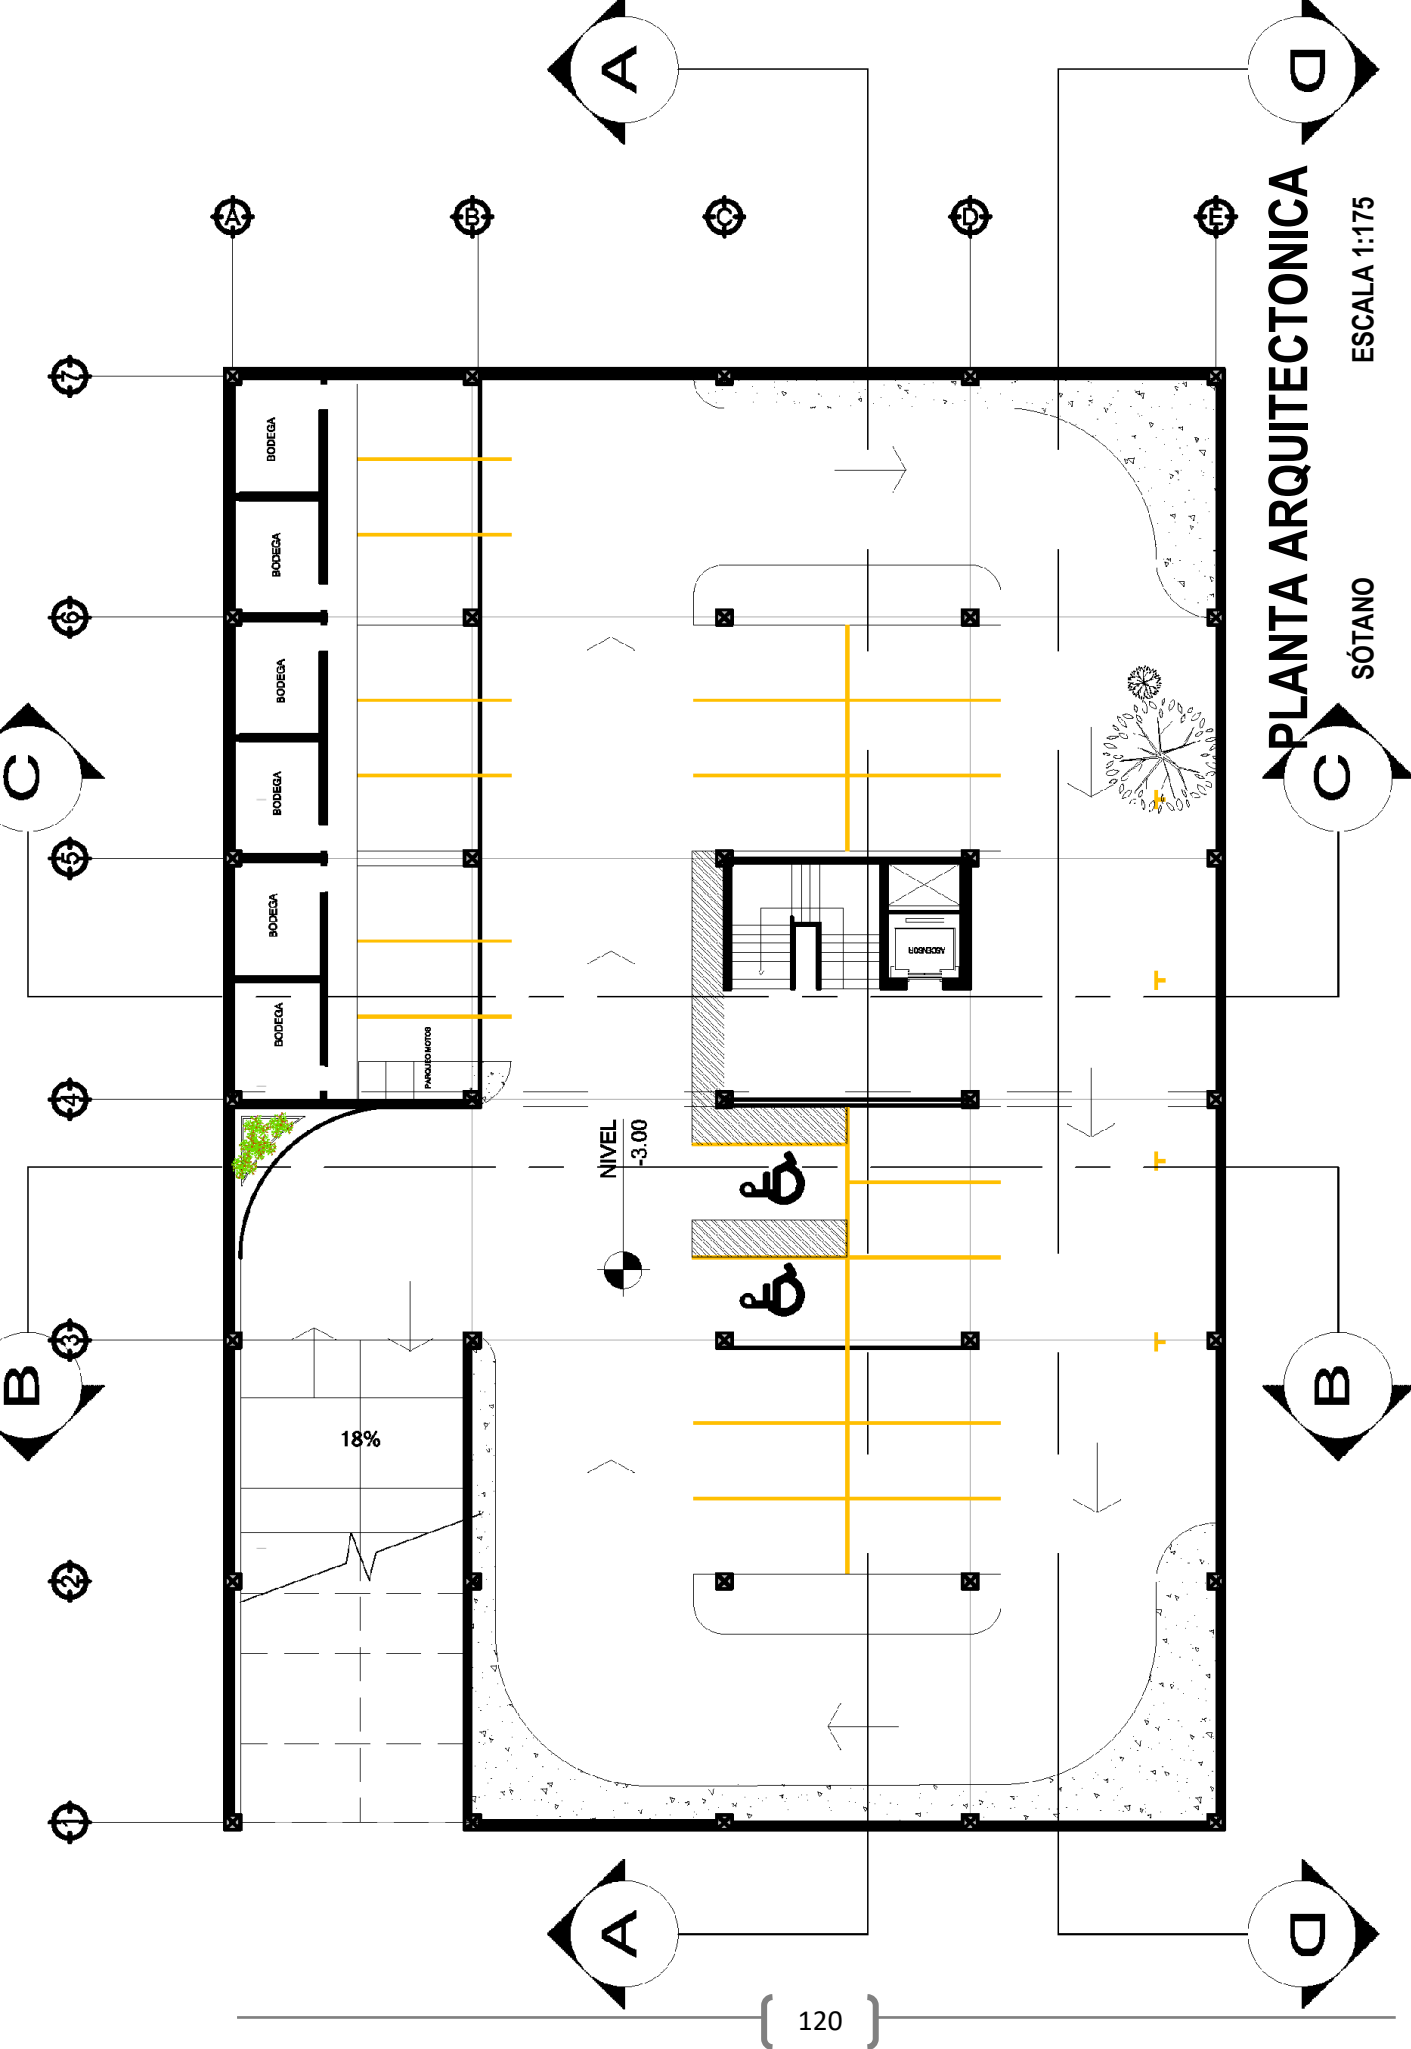 A
D
A
B
C
D
E
PLANTA ARQUITECTONICA
SÓTANO
ESCALA 1:175
7
6
5
4
3
2
1
BODEGA
BODEGA
BODEGA
BODEGA
BODEGA
BODEGA
PARQUEO MOTOS
ASCENSOR
C
C
NIVEL
-3.00
B
B
18%
A
D
120